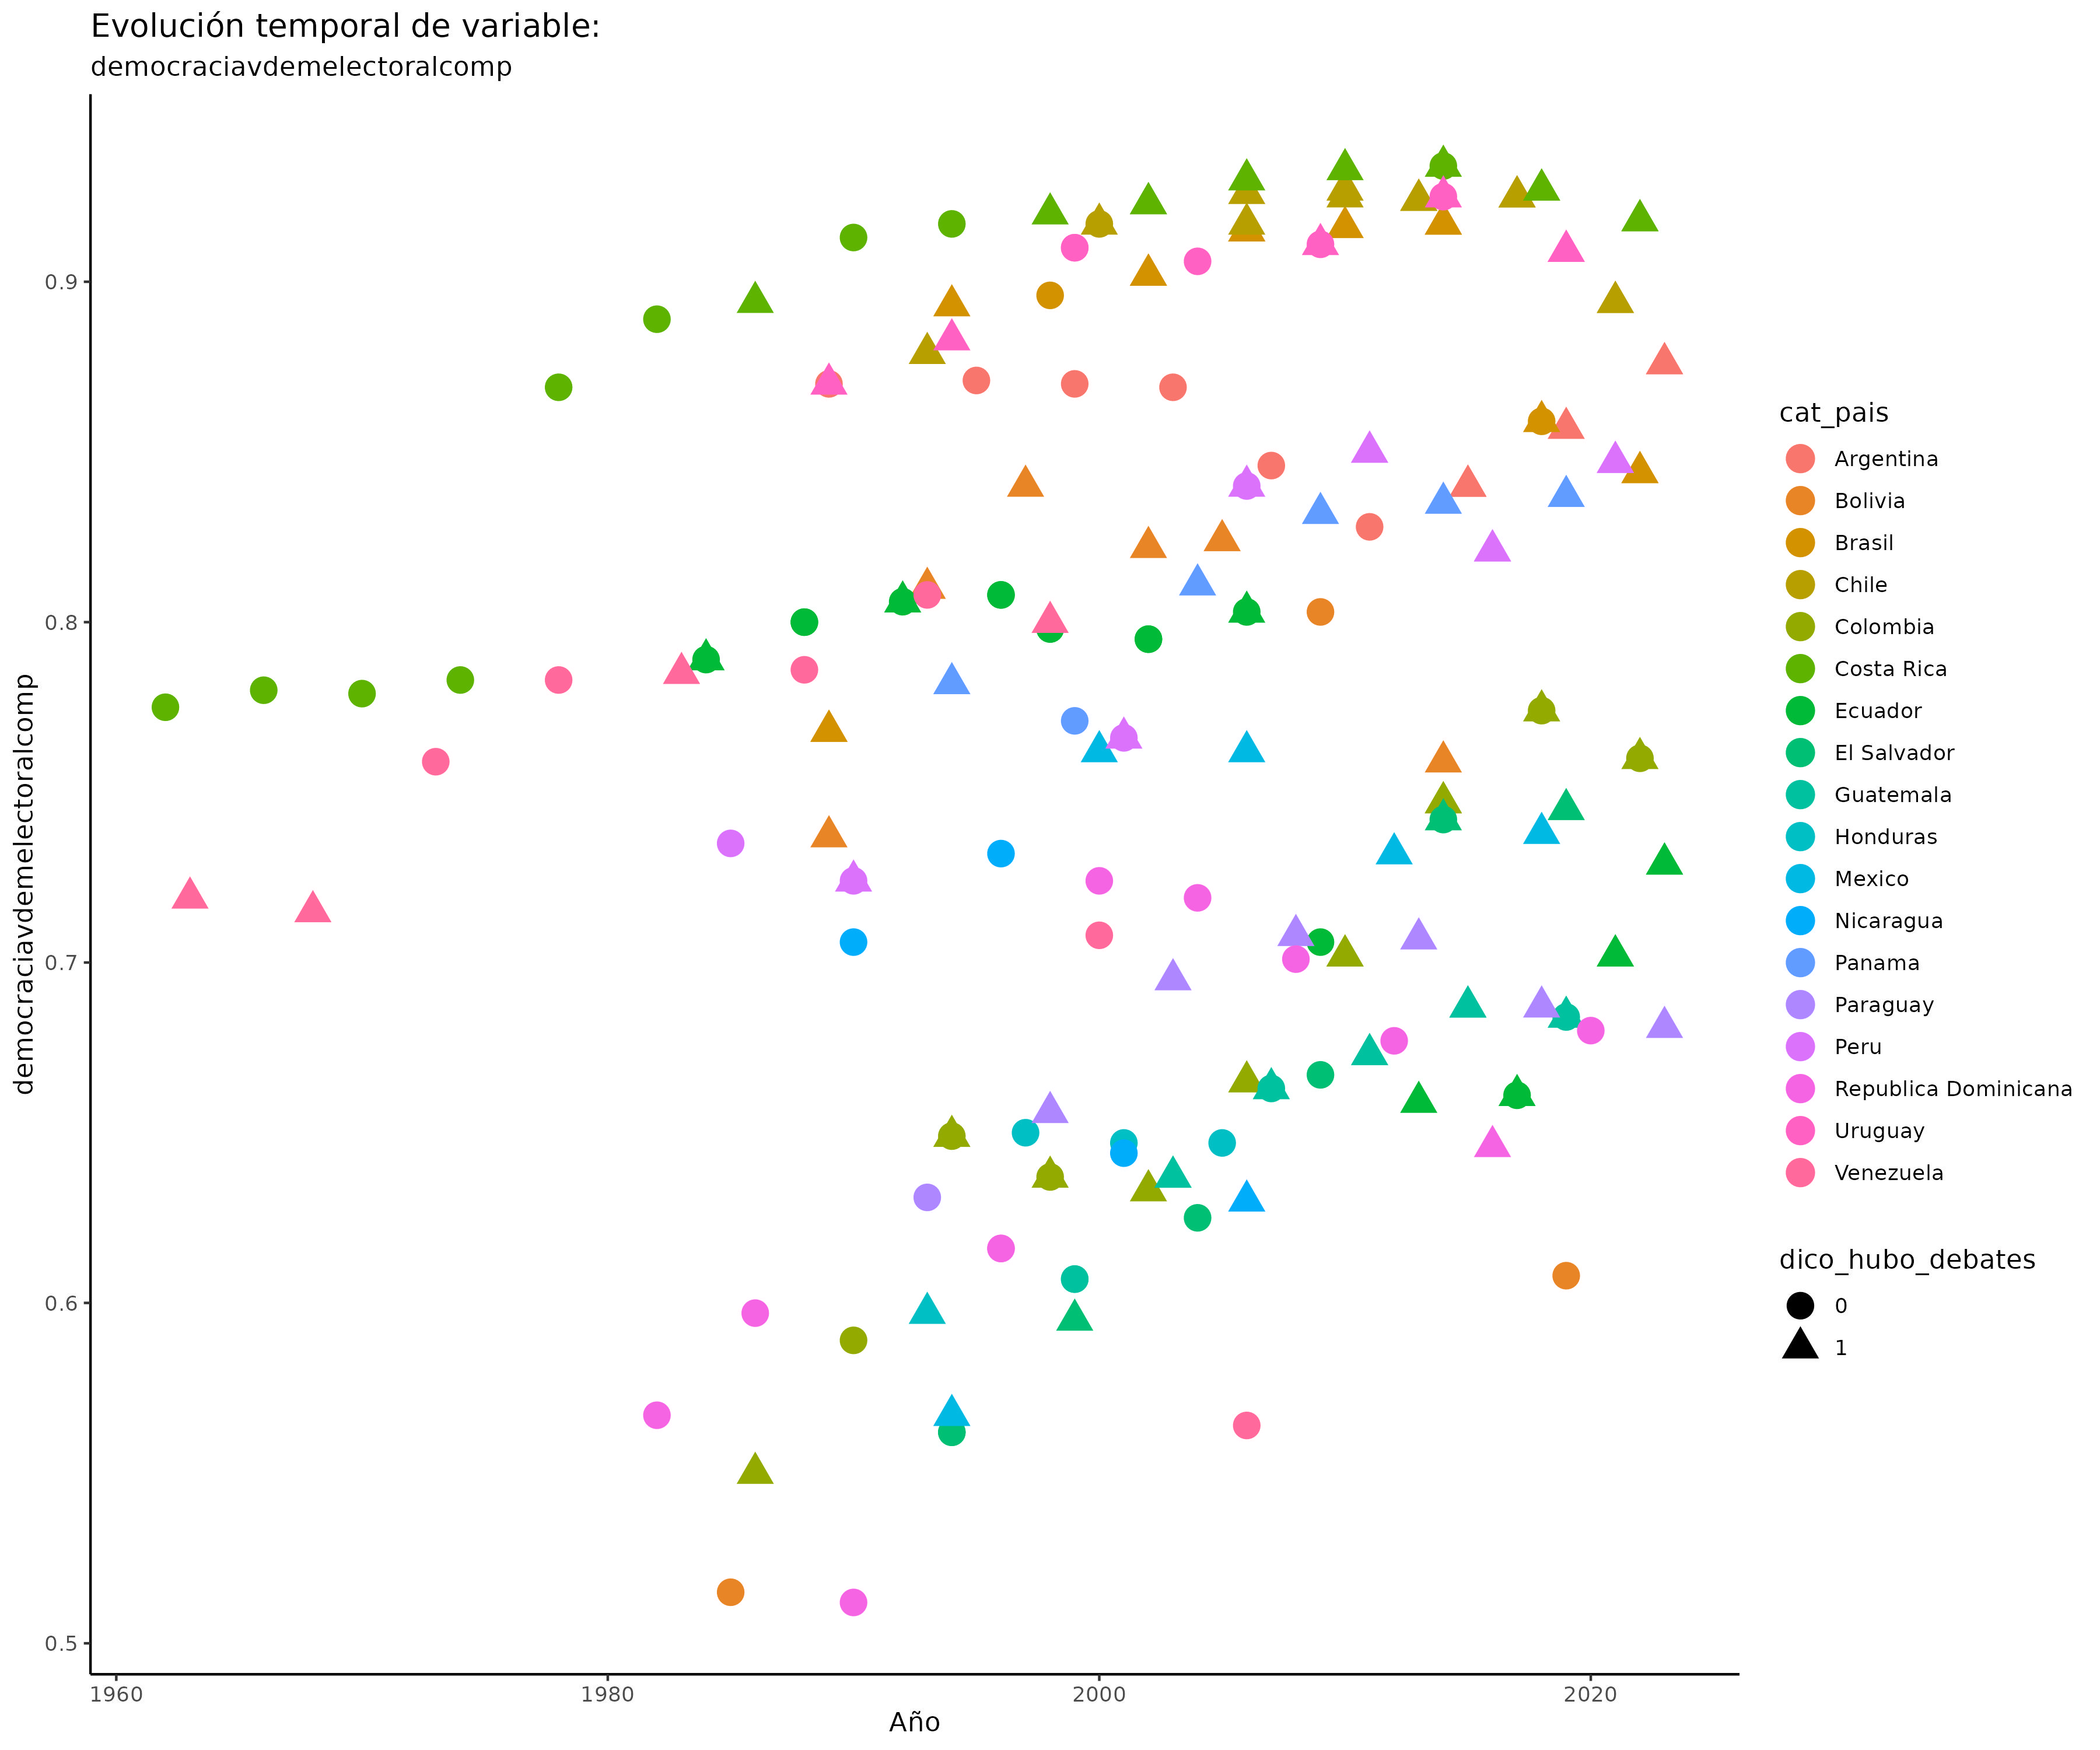 Evolución temporal de variable:
democraciavdemelectoralcomp
democraciavdemelectoralcomp
0.9
0.8
0.7
0.6
0.5
1960
1980
2000
2020
Año
cat_pais
Argentina
Bolivia
Brasil
Chile
Colombia
Costa Rica
Ecuador
El Salvador
Guatemala
Honduras
Mexico
Nicaragua
Panama
Paraguay
Peru
Republica Dominicana
Uruguay
Venezuela
dico_hubo_debates
0
1